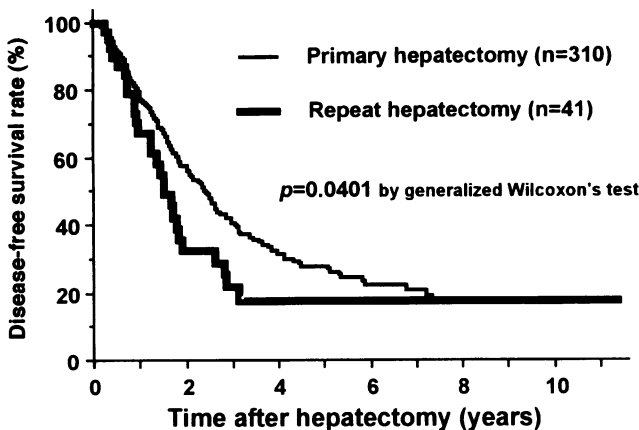 Disease-free survival rate (%)
100
80
60
40
20
0
Primary hepatectomy (n=310)
Repeat hepatectomy (n=41)
p=0.0401 by generalized Wilcoxon's test
0 2 4 6 8 10
Time after hepatectomy (years)